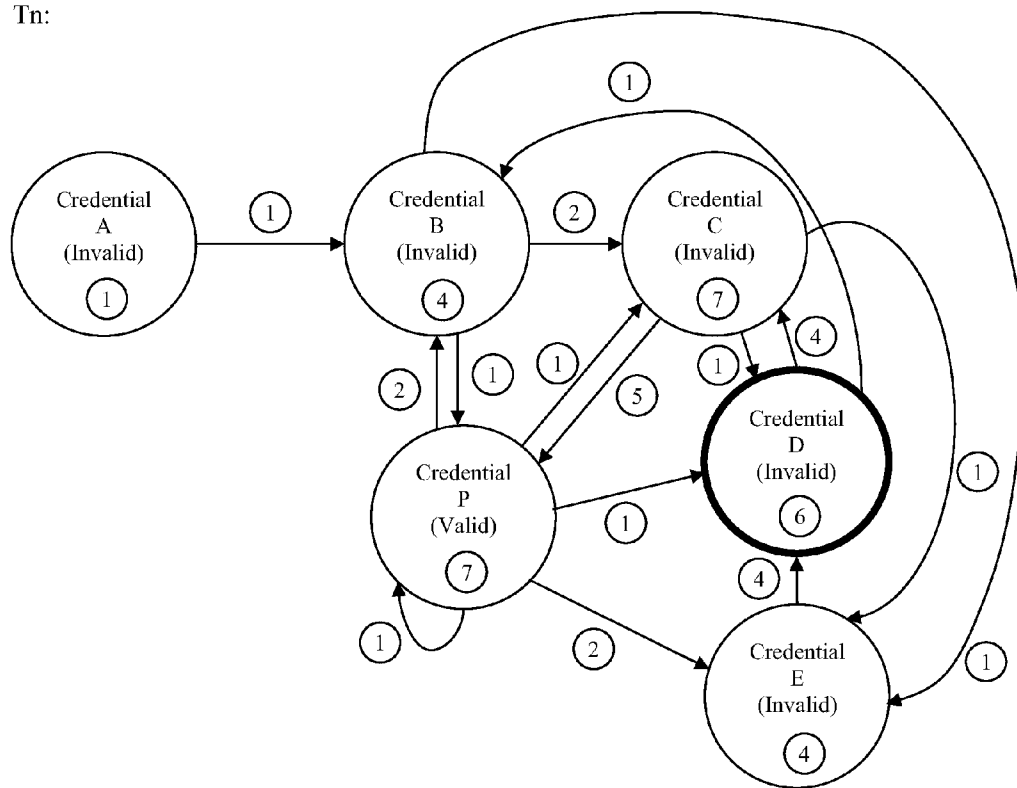 Tn:
1
Credential
A
(Invalid)
1
1
Credential
B
(Invalid)
4
2
Credential
C
(Invalid)
7
2
1
1
5
1
4
Credential
P
(Valid)
7
1
Credential
D
(Invalid)
6
1
1
2
4
Credential
E
(Invalid)
4
1